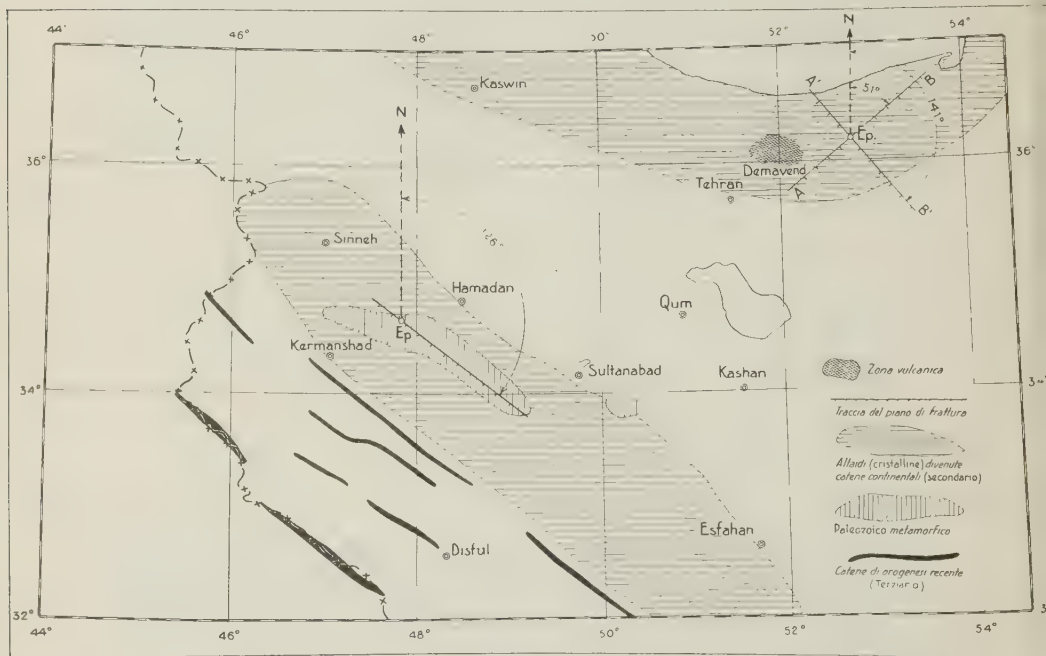 44°
46°
48°
50°
52°
54°
N
N
A'
51°
B
141°
Ep.
A
B'
Kaswin
Demavend
Tehran
36°
36°
Sinneh
126°
Hamadan
Qum
Ep.
Kermanshad
Sultanabad
Kashan
34°
Zona vulcanica
Traccia del piano di frattura
Altaidi (cristalline) divenute
catene continentali (secondario)
Paleozoico metamorfico
Esfahan
Disful
Catene di orogenesi recente
(Terziario)
32°
44°
46°
48°
50°
52°
54°